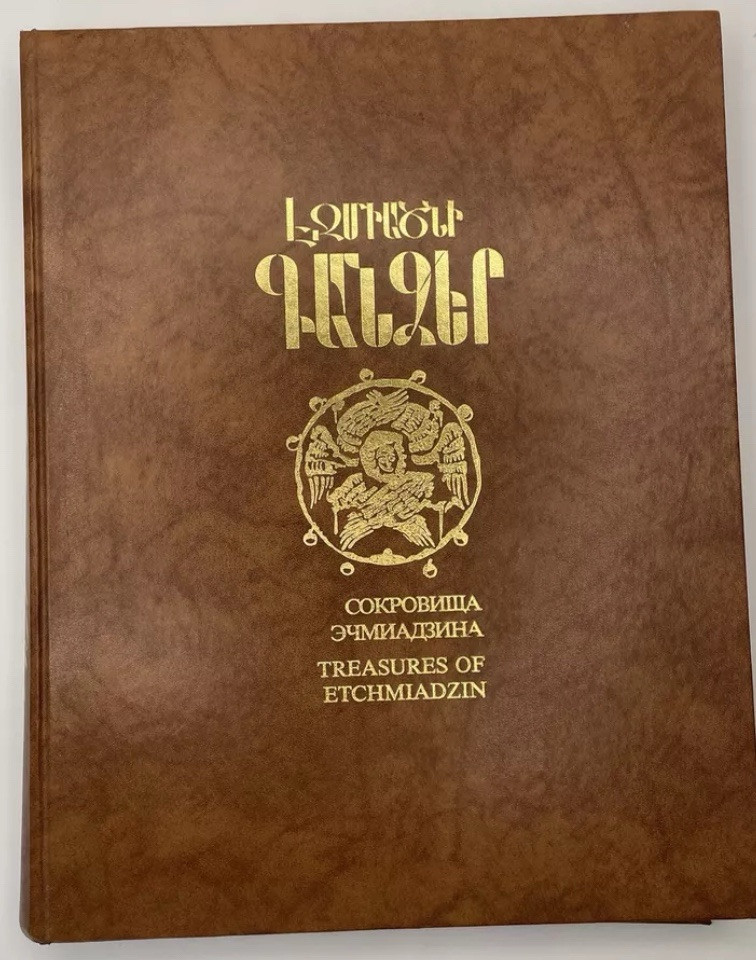 ԷՋՄԻԱԾՆԻ
ԳԱՆՁԵՐ
СОКРОВИЩА
ЭЧМИАДЗИНА
TREASURES OF
ETCHMIADZIN